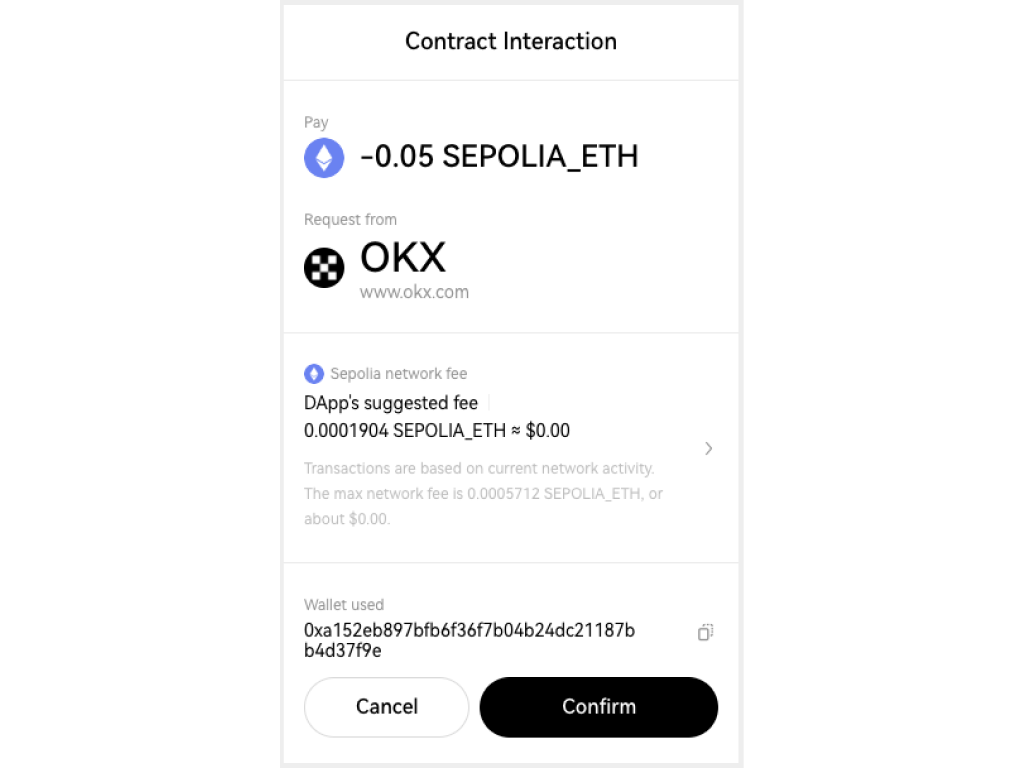 Contract Interaction
Pay
-0.05 SEPOLIA_ETH
Request from
OKX
www.okx.com
Sepolia network fee
DApp's suggested fee
0.0001904 SEPOLIA_ETH ≈ $0.00
Transactions are based on current network activity.
The max network fee is 0.0005712 SEPOLIA_ETH, or
about $0.00.
Wallet used
0xa152eb897bfb6f36f7b04b24dc21187b
b4d37f9e
Cancel
Confirm